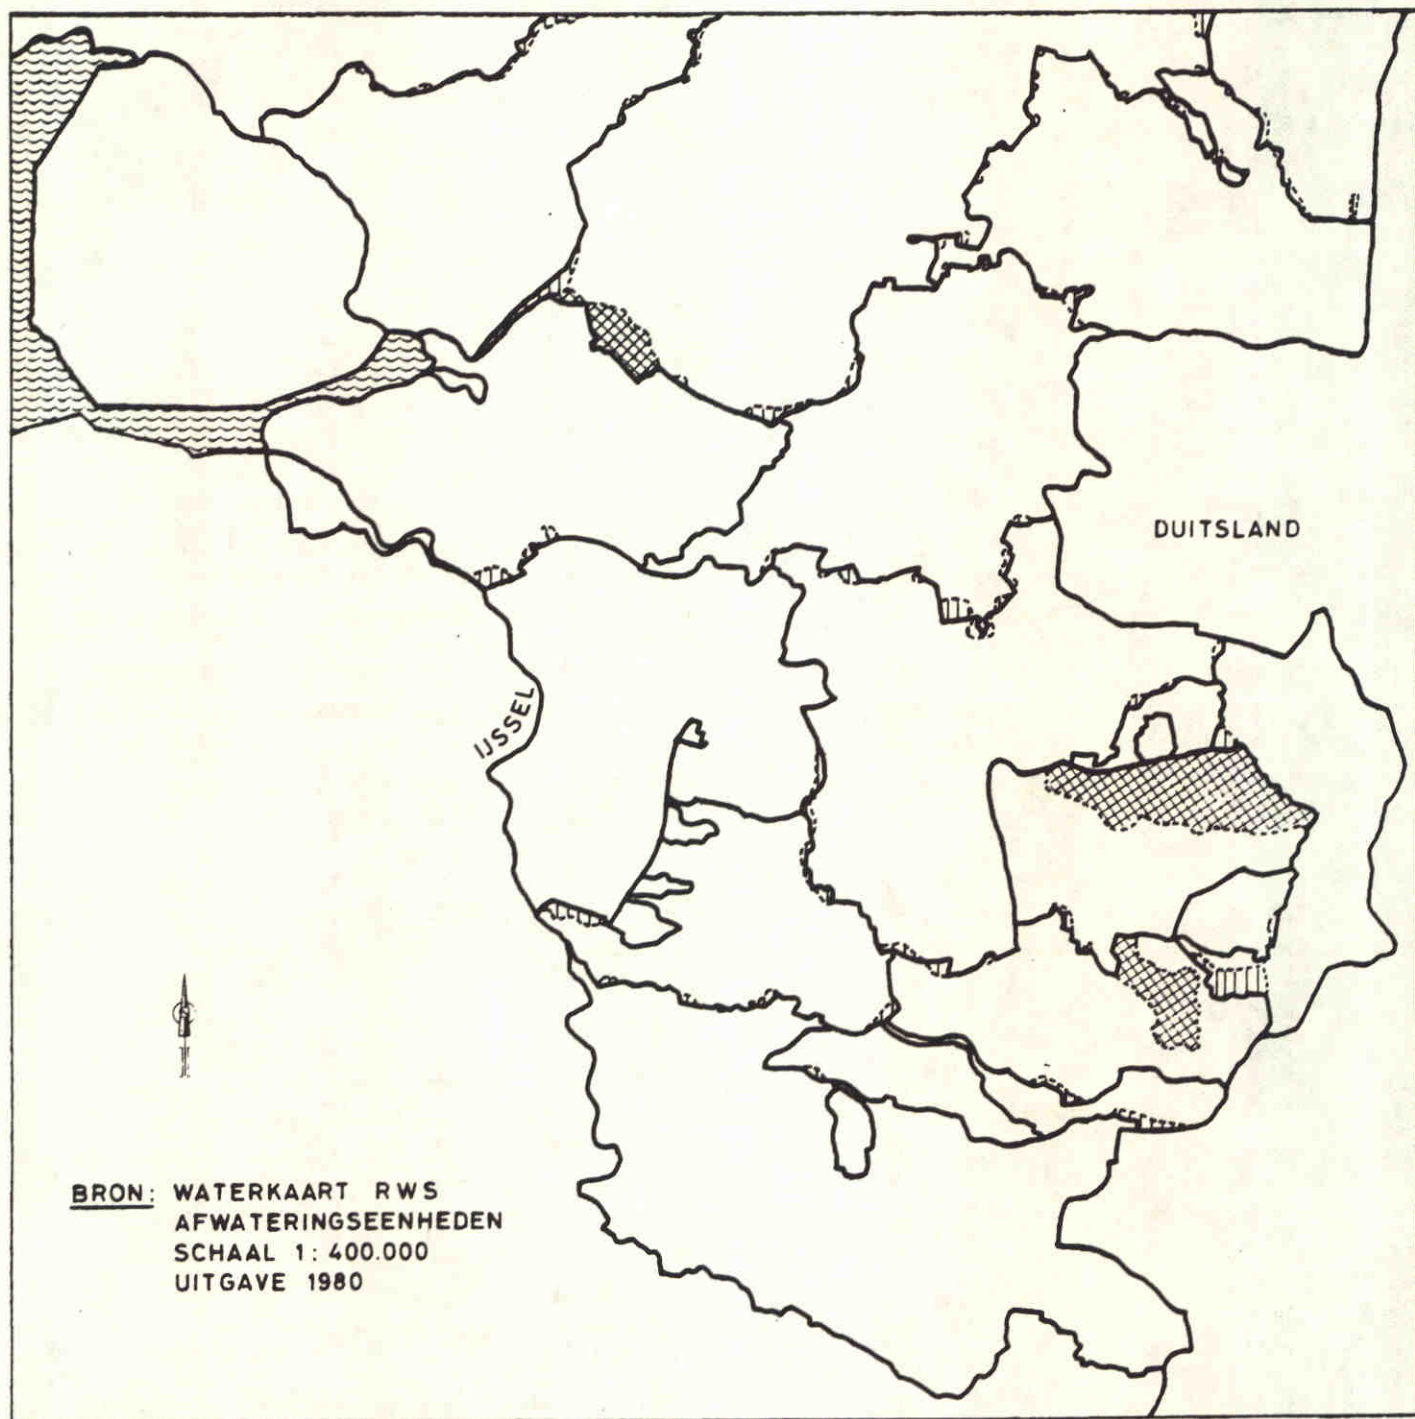 DUITSLAND
IJSSEL
BRON: WATERKAART RWS
AFWATERINGSEENHEDEN
SCHAAL 1: 400.000
UITGAVE 1980